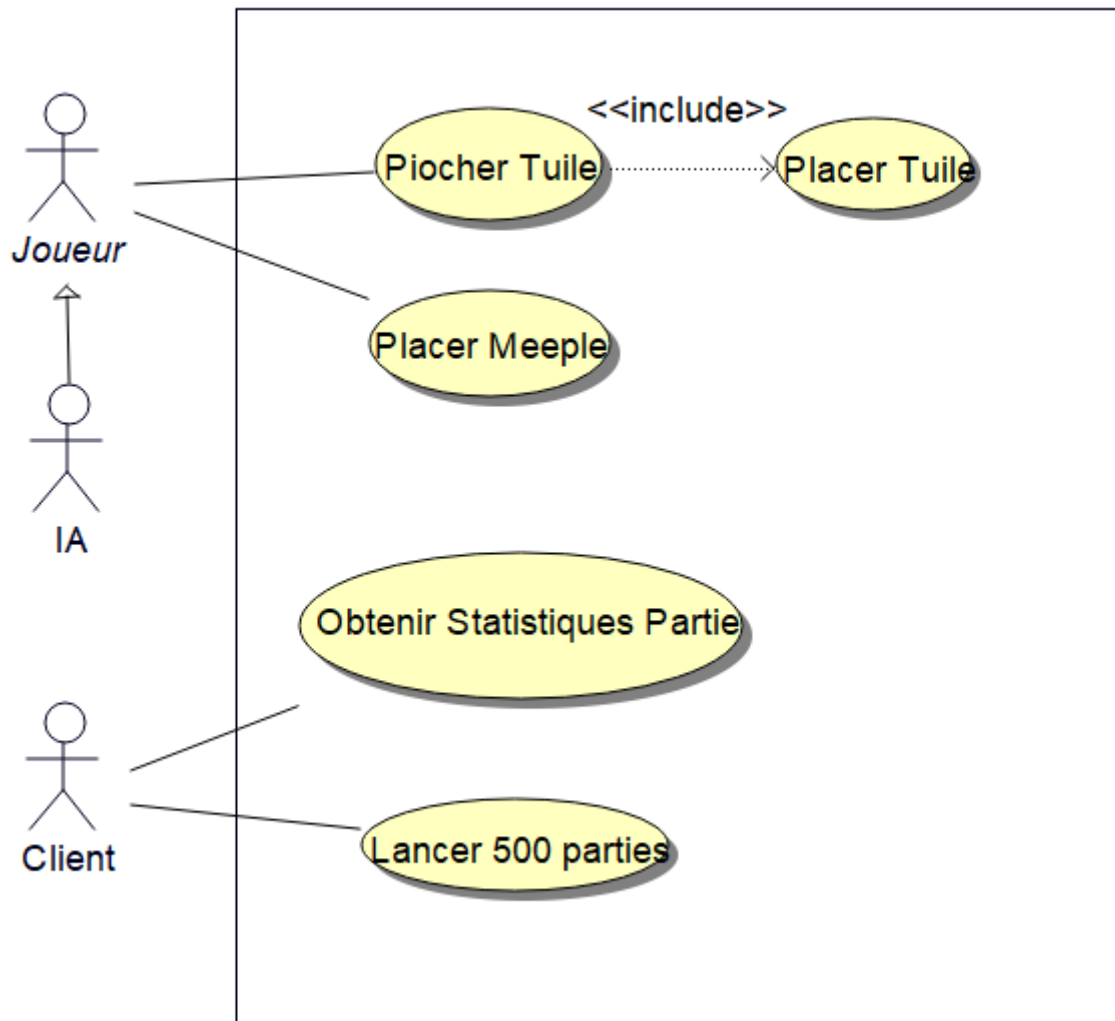 <<include>>
Piocher Tuile
Placer Tuile
Joueur
Placer Meeple
IA
Obtenir Statistiques Partie
Client
Lancer 500 parties